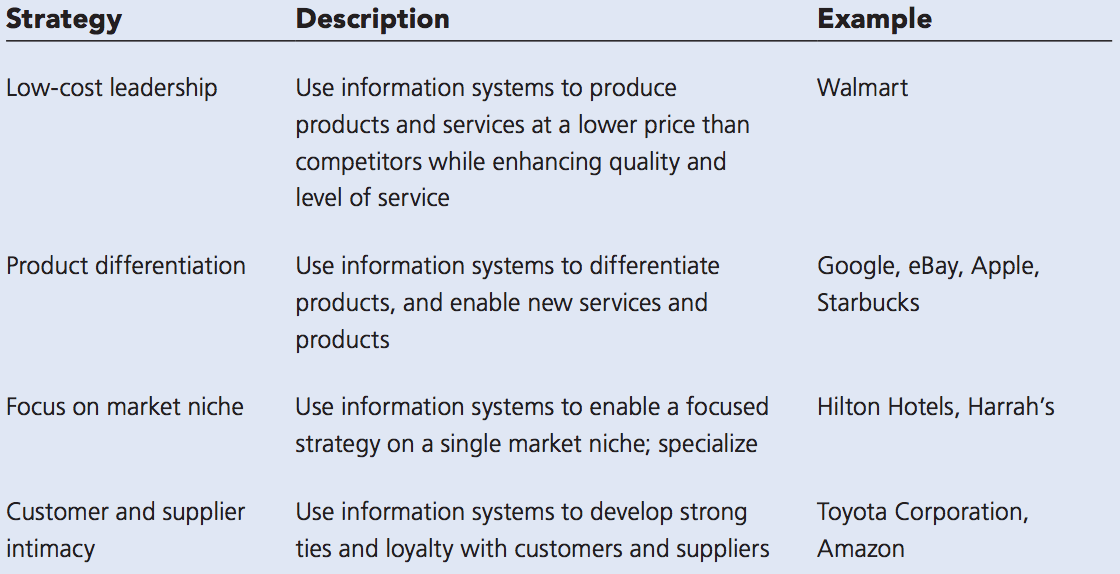 Strategy Description Example
Low-cost leadership Use information systems to produce Walmart
products and services at a lower price than
competitors while enhancing quality and
level of service
Product differentiation Use information systems to differentiate Google, eBay, Apple,
products, and enable new services and Starbucks
products
Focus on market niche Use information systems to enable a focused Hilton Hotels, Harrah’s
strategy on a single market niche; specialize
Customer and supplier Use information systems to develop strong Toyota Corporation,
intimacy ties and loyalty with customers and suppliers Amazon